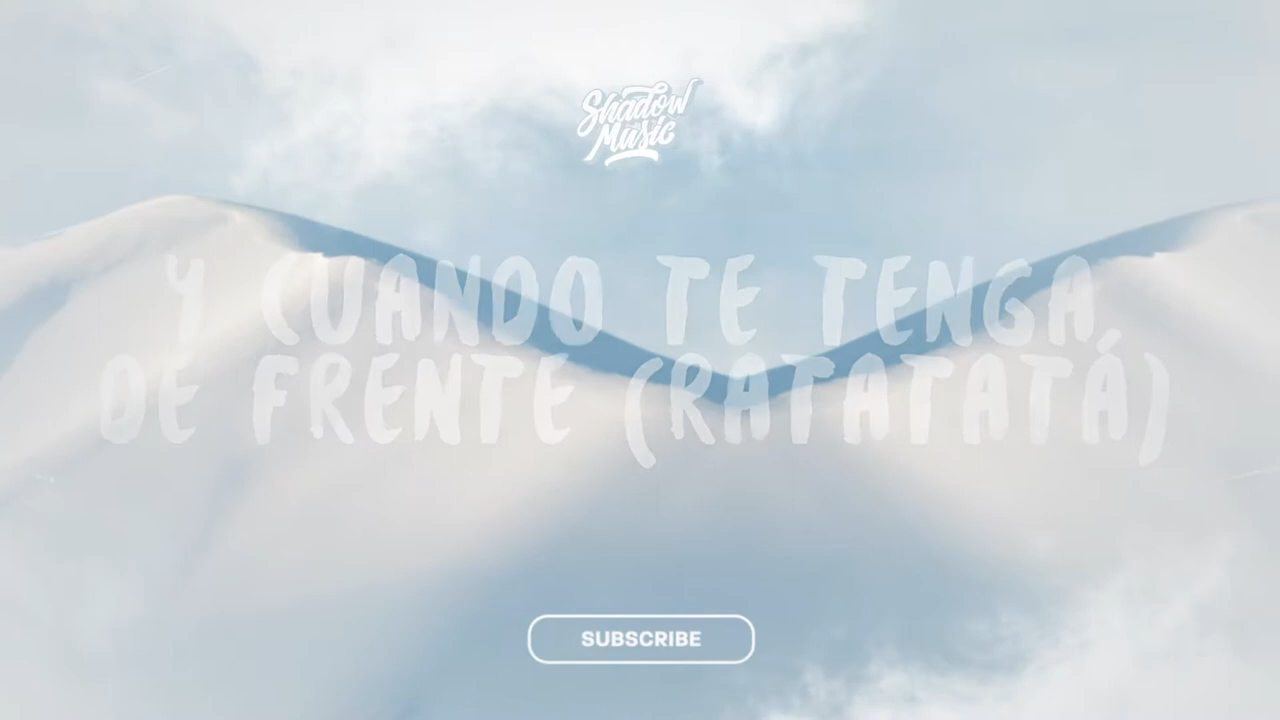 Shadow
Music
Y CUANDO TE TENGA
DE FRENTE (RATATATÁ)
SUBSCRIBE